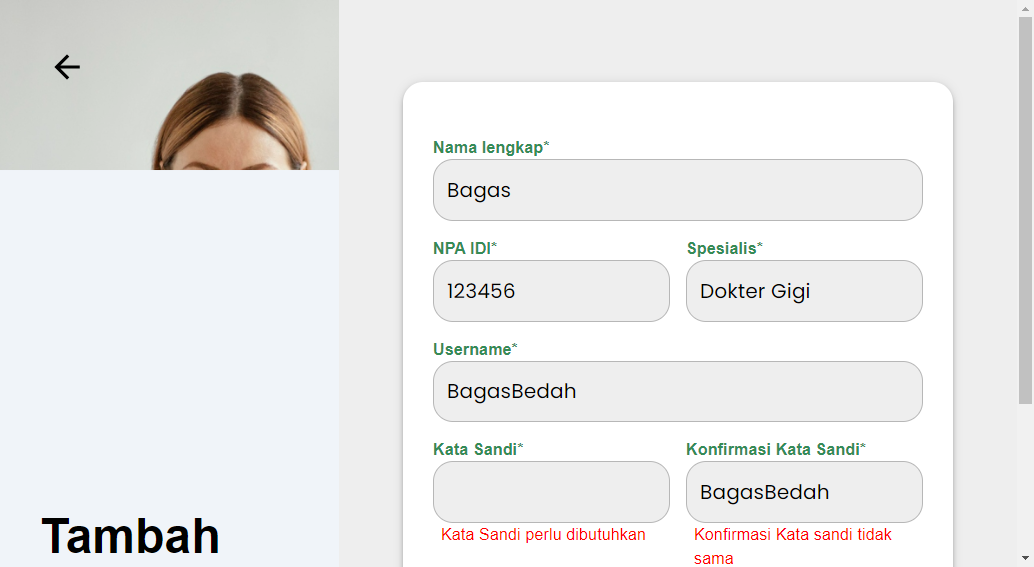 Nama lengkap*
Bagas
NPA IDI*
Spesialis*
123456
Dokter Gigi
Username*
BagasBedah
Kata Sandi*
Konfirmasi Kata Sandi*
BagasBedah
Kata Sandi perlu dibutuhkan
Konfirmasi Kata sandi tidak
sama
Tambah